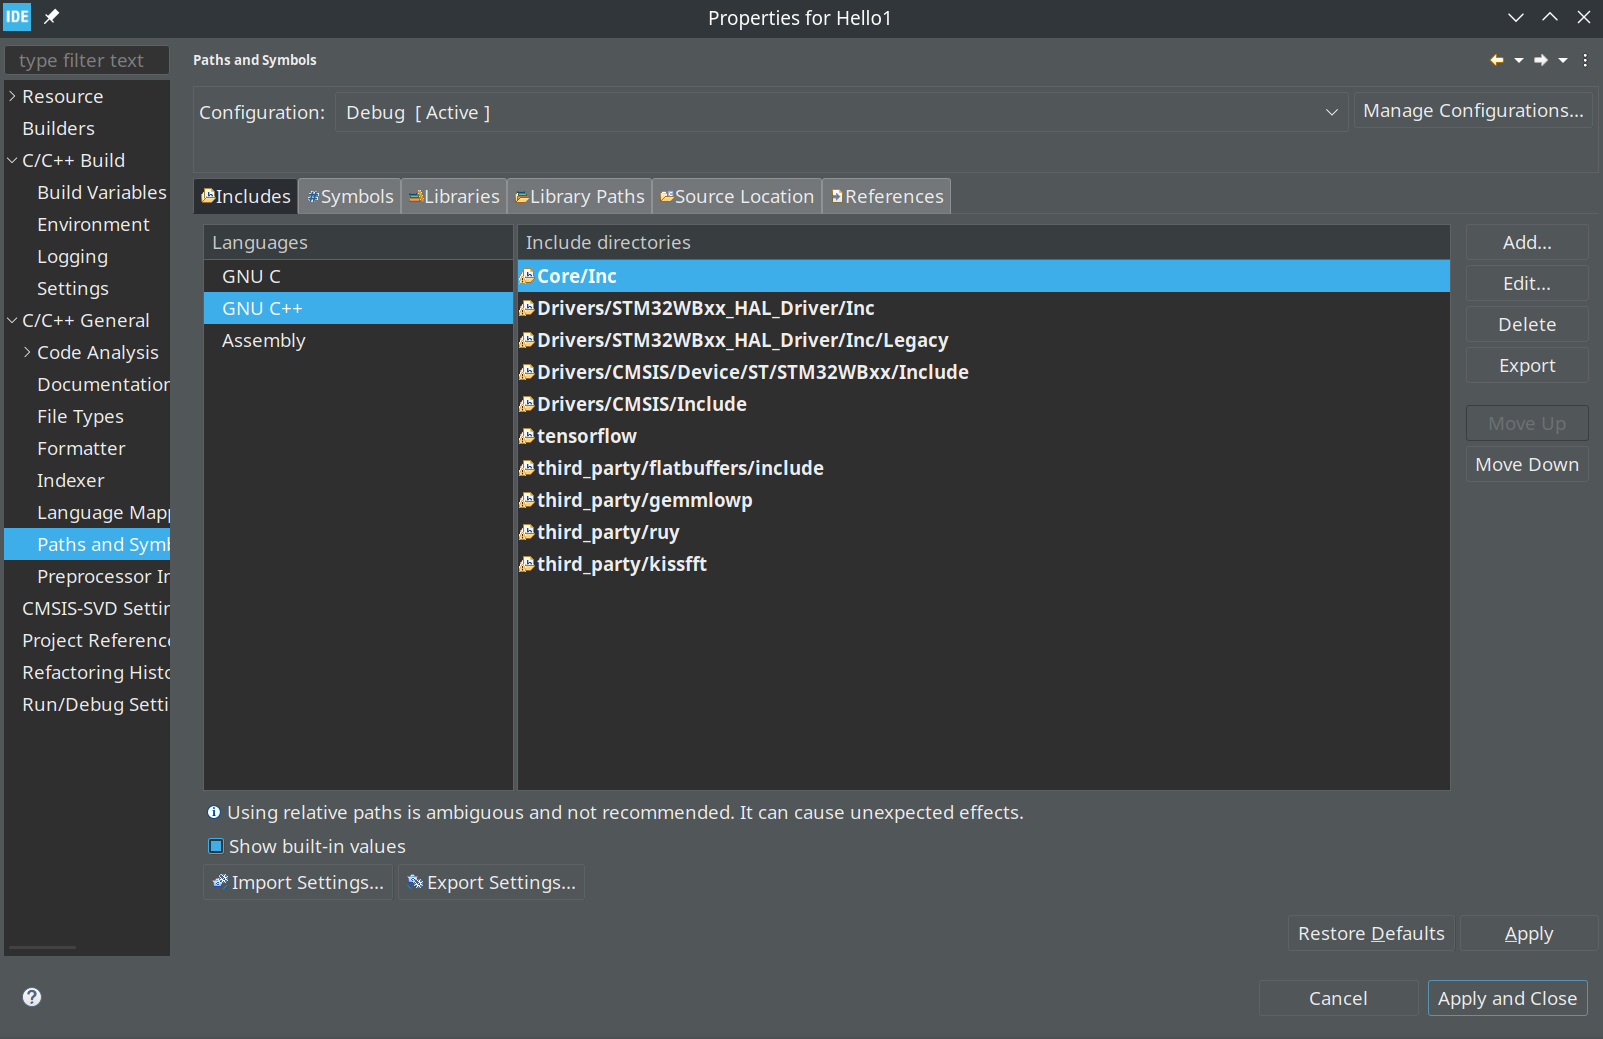 IDE
Properties for Hello1
type filter text
Resource
Builders
C/C++ Build
Build Variables
Environment
Logging
Settings
C/C++ General
Code Analysis
Documentation
File Types
Formatter
Indexer
Language Mapp
Paths and Symb
Preprocessor In
CMSIS-SVD Settin
Project Reference
Refactoring Histo
Run/Debug Setti
Paths and Symbols
Configuration:
Debug [ Active ]
Manage Configurations...
Includes
Symbols
Libraries
Library Paths
Source Location
References
Languages
GNU C
GNU C++
Assembly
Include directories
Core/Inc
Drivers/STM32WBxx_HAL_Driver/Inc
Drivers/STM32WBxx_HAL_Driver/Inc/Legacy
Drivers/CMSIS/Device/ST/STM32WBxx/Include
Drivers/CMSIS/Include
tensorflow
third_party/flatbuffers/include
third_party/gemmlowp
third_party/ruy
third_party/kissfft
Add...
Edit...
Delete
Export
Move Up
Move Down
Using relative paths is ambiguous and not recommended. It can cause unexpected effects.
Show built-in values
Import Settings...
Export Settings...
Restore Defaults
Apply
Cancel
Apply and Close